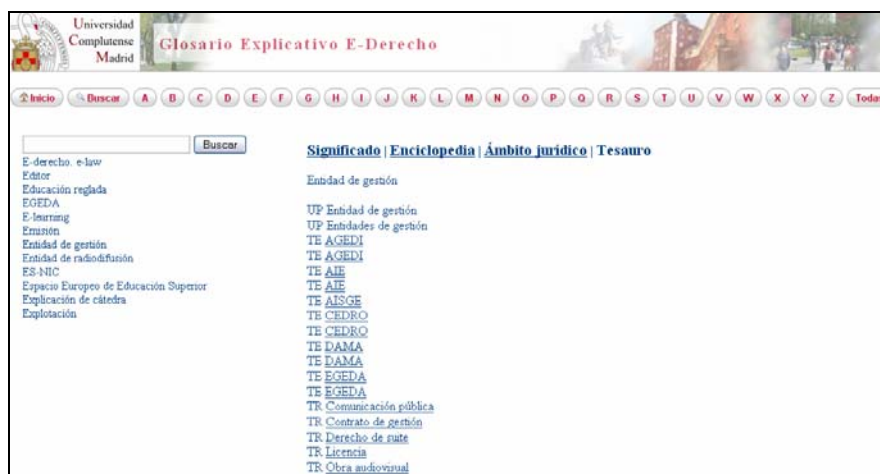 Universidad
Complutense
Madrid
Glosario Explicativo E-Derecho
Inicio Buscar A B C D E F G H I J K L M N O P Q R S T U V W X Y Z Todas
Buscar
Significado | Enciclopedia | Ámbito jurídico | Tesauro
E-derecho. e-law
Editor
Educación reglada
EGEDA
E-learning
Emisión
Entidad de gestión
Entidad de radiodifusión
ES-NIC
Espacio Europeo de Educación Superior
Explicación de cátedra
Explotación
Entidad de gestión
UP Entidad de gestión
UP Entidades de gestión
TE AGEDI
TE AGEDI
TE AIE
TE AIE
TE AISGE
TE CEDRO
TE CEDRO
TE DAMA
TE DAMA
TE EGEDA
TE EGEDA
TR Comunicación pública
TR Contrato de gestión
TR Derecho de suite
TR Licencia
TR Obra audiovisual